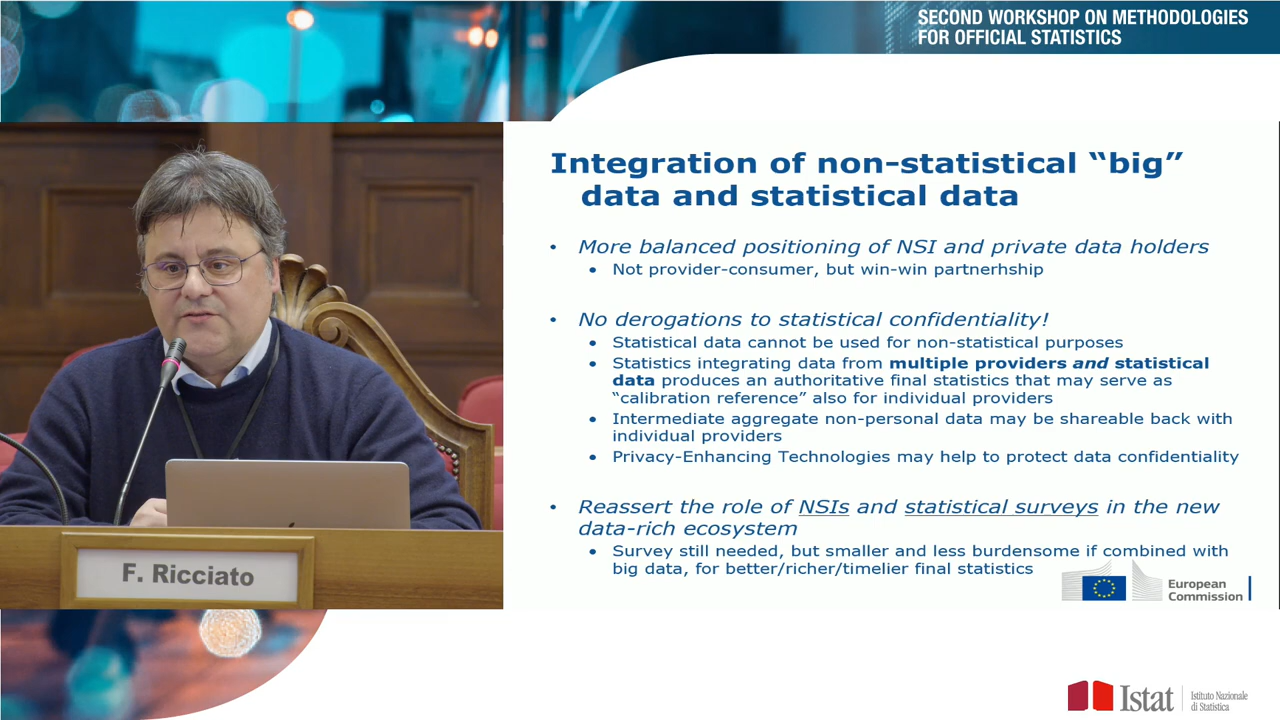 SECOND WORKSHOP ON METHODOLOGIES
FOR OFFICIAL STATISTICS
Integration of non-statistical “big”
data and statistical data
• More balanced positioning of NSI and private data holders
• Not provider-consumer, but win-win partnerhship
• No derogations to statistical confidentiality!
• Statistical data cannot be used for non-statistical purposes
• Statistics integrating data from multiple providers and statistical
data produces an authoritative final statistics that may serve as
“calibration reference” also for individual providers
• Intermediate aggregate non-personal data may be shareable back with
individual providers
• Privacy-Enhancing Technologies may help to protect data confidentiality
• Reassert the role of NSIs and statistical surveys in the new
data-rich ecosystem
• Survey still needed, but smaller and less burdensome if combined with
big data, for better/richer/timelier final statistics
European
Commission
F. Ricciato
Istat
Istituto Nazionale
di Statistica